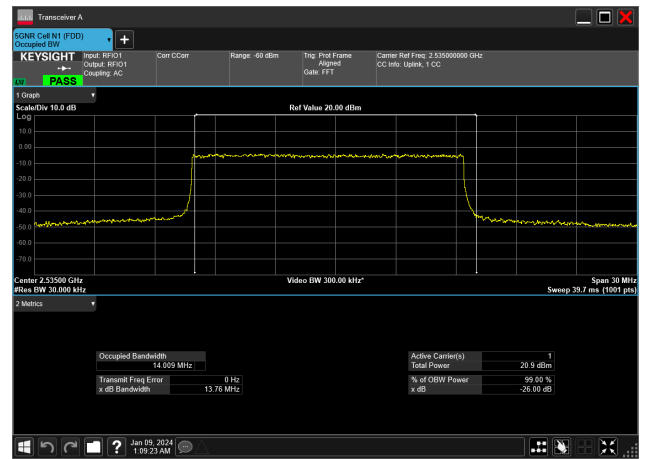 Transceiver A
5GNR Cell N1 (FDD)
Occupied BW
KEYSIGHT Input: RFIO1 Corr CCorr Range: -60 dBm Trig: Prot Frame Carrier Ref Freq: 2.535000000 GHz
Output: RFIO1 Aligned CC Info: Uplink, 1 CC
Coupling: AC Gate: FFT
PASS
1 Graph
Scale/Div 10.0 dB Ref Value 20.00 dBm
Log
10.0
0.00
-10.0
-20.0
-30.0
-40.0
-50.0
-60.0
-70.0
Center 2.53500 GHz Video BW 300.00 kHz* Span 30 MHz
#Res BW 30.000 kHz Sweep 39.7 ms (1001 pts)
2 Metrics
Occupied Bandwidth Active Carrier(s) 1
14.009 MHz Total Power 20.9 dBm
Transmit Freq Error 0 Hz % of OBW Power 99.00 %
x dB Bandwidth 13.76 MHz x dB -26.00 dB
Jan 09, 2024
1:09:23 AM